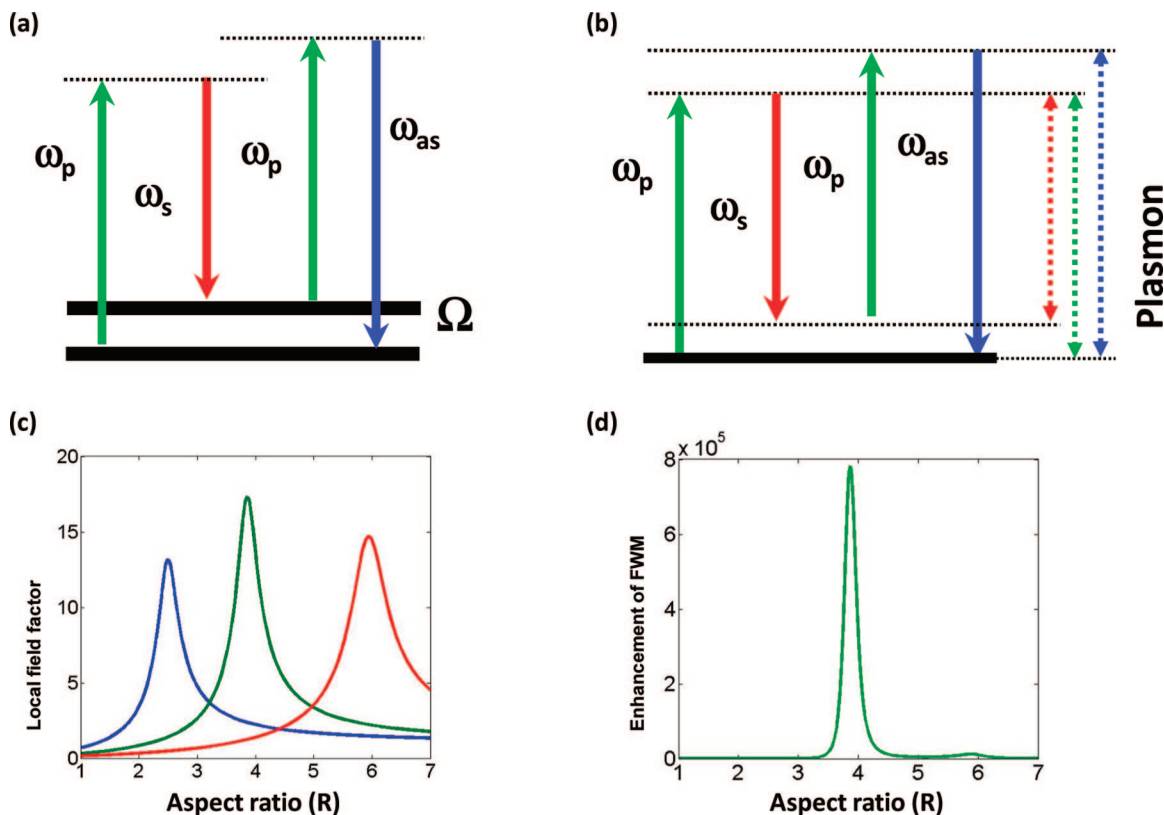 (a)
ωp
ωs
ωp
ωas
Ω
(b)
ωp
ωs
ωp
ωas
Plasmon
(c)
20
15
10
5
0
1 2 3 4 5 6 7
Local field factor
Aspect ratio (R)
(d)
8 x 10^5
6
4
2
0
1 2 3 4 5 6 7
Enhancement of FWM
Aspect ratio (R)